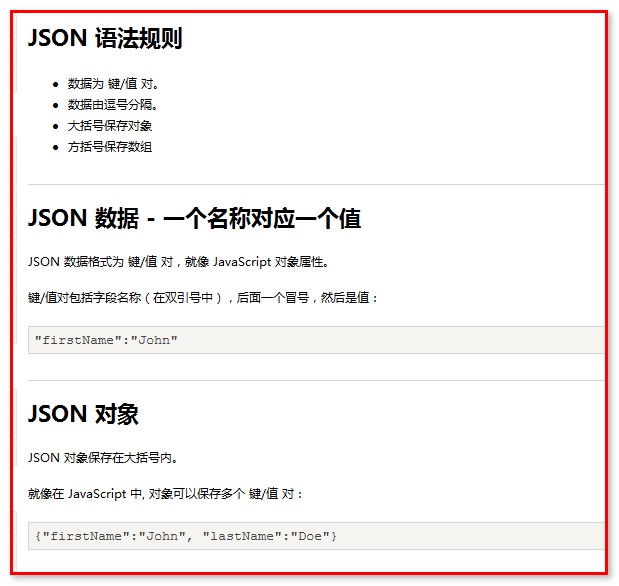 JSON 语法规则
数据为 键/值 对。
数据由逗号分隔。
大括号保存对象
方括号保存数组
JSON 数据 - 一个名称对应一个值
JSON 数据格式为 键/值 对，就像 JavaScript 对象属性。
键/值对包括字段名称（在双引号中），后面一个冒号，然后是值：
"firstName":"John"
JSON 对象
JSON 对象保存在大括号内。
就像在 JavaScript 中, 对象可以保存多个 键/值 对：
{"firstName":"John", "lastName":"Doe"}